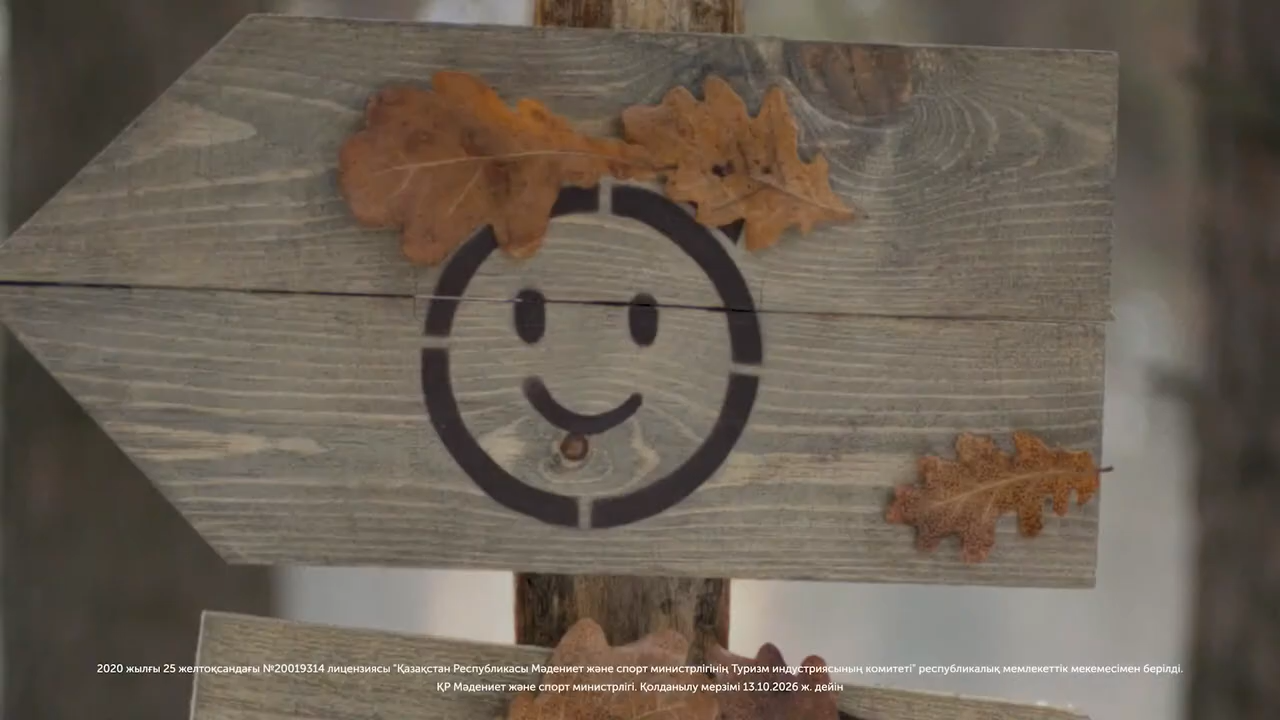 2020 жылғы 25 желтоқсандағы №20019314 лицензиясы "Қазақстан Республикасы Мәдениет және спорт министрлігінің Туризм индустриясының комитеті" республикалық мемлекеттік мекемесімен берілді.
ҚР Мәдениет және спорт министрлігі. Қолданылу мерзімі 13.10.2026 ж. дейін